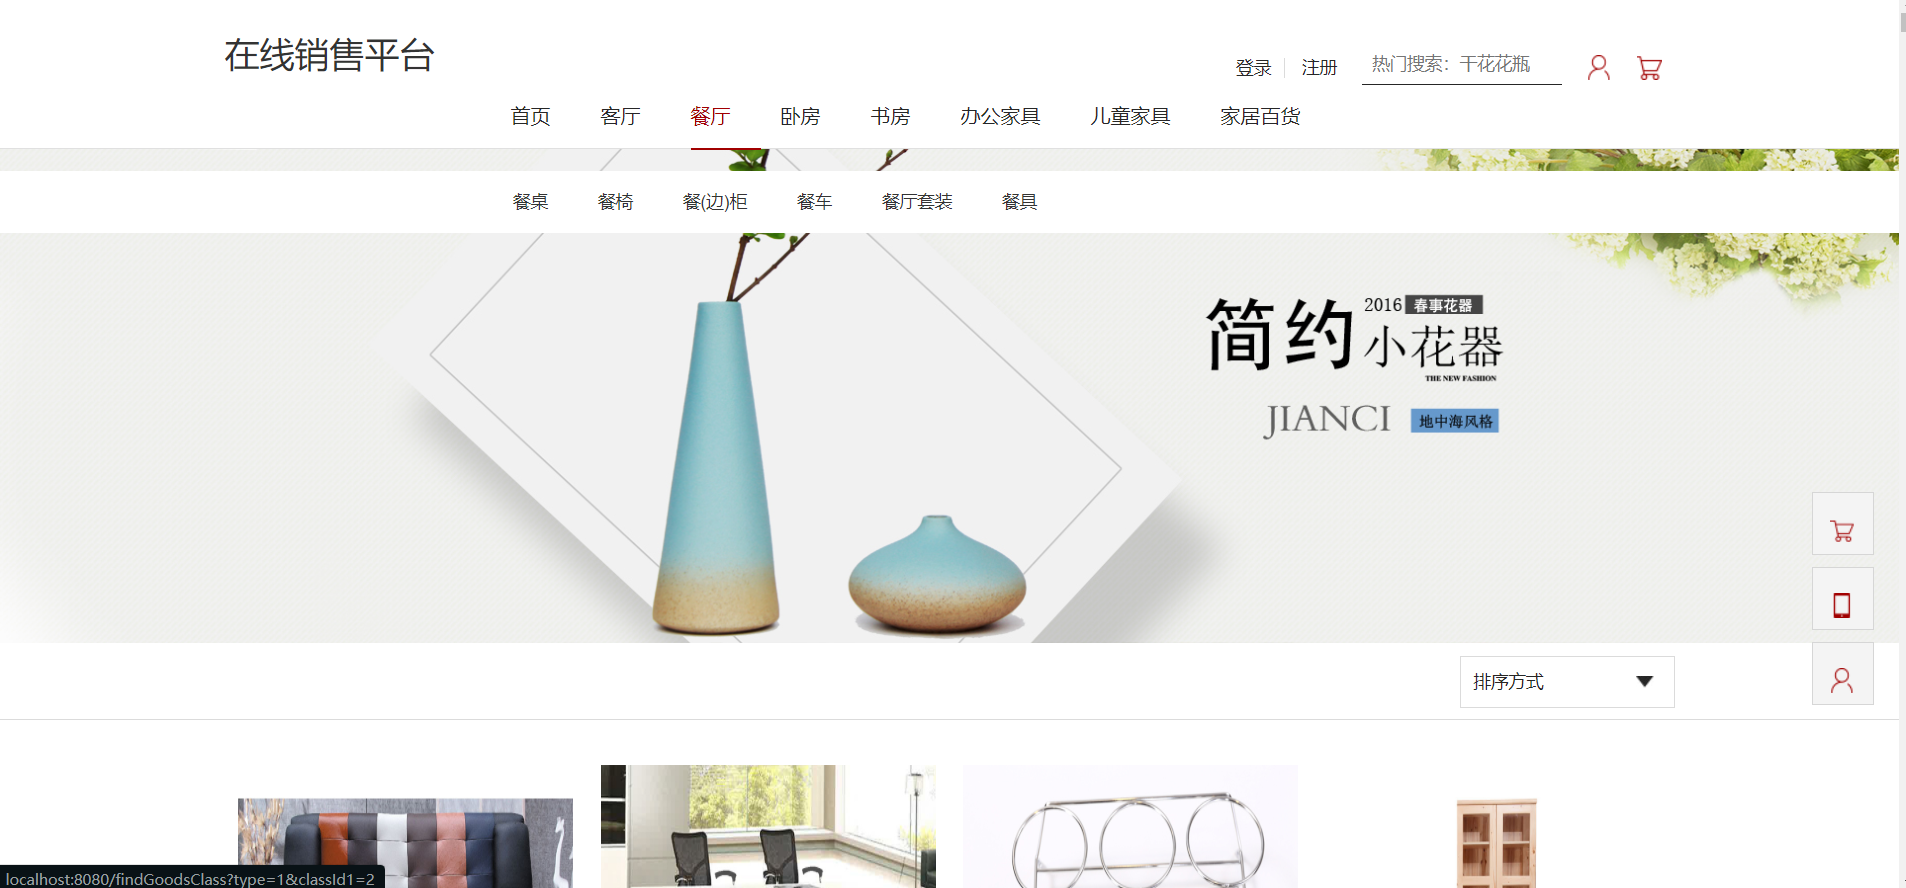 在线销售平台
登录 注册 热门搜索：干花花瓶
首页 客厅 餐厅 卧房 书房 办公家具 儿童家具 家居百货
餐桌 餐椅 餐(边)柜 餐车 餐厅套装 餐具
简约
2016 春事花器
小花器
THE NEW FASHION
JIANCI 地中海风格
排序方式
localhost:8080/findGoodsClass?type=1&classId1=2